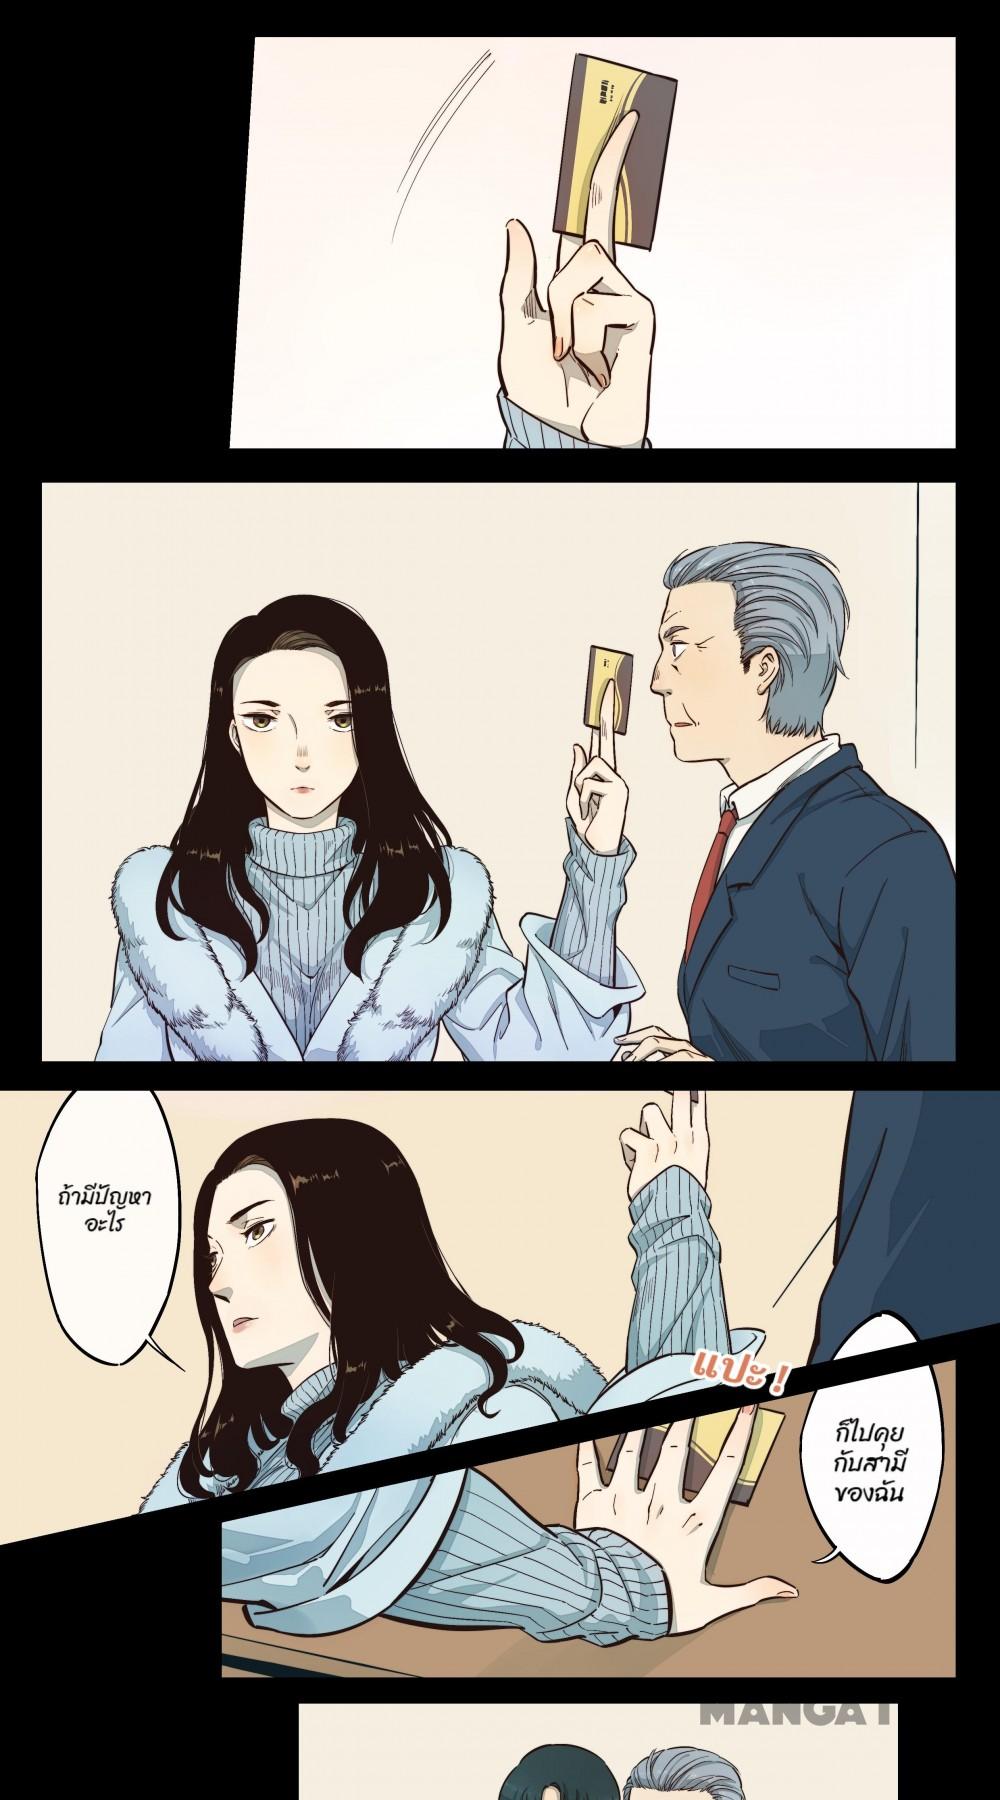 ถ้ามีปัญหา
อะไร
แปะ !
ก็ไปคุย
กับสามี
ของฉัน
MANGA T